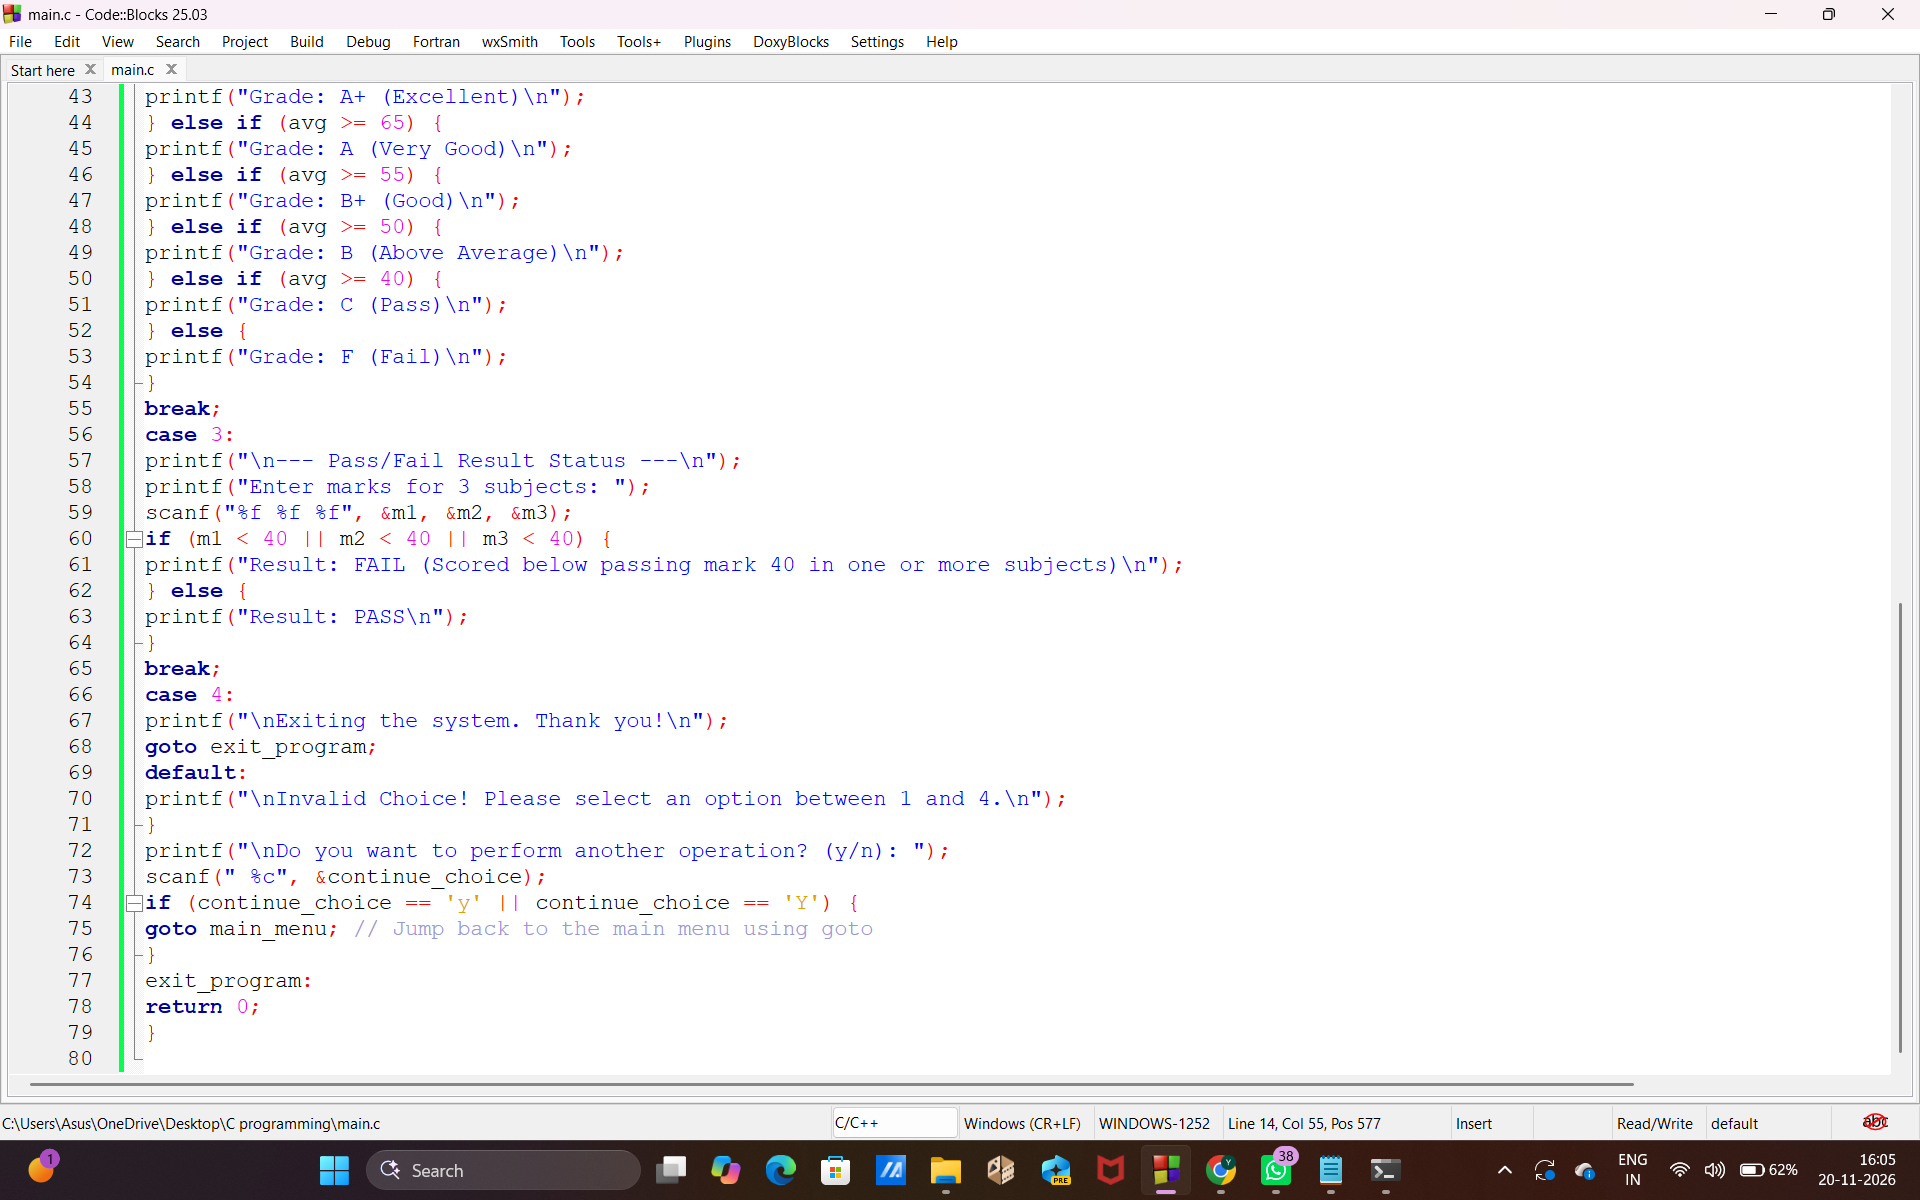 main.c - Code::Blocks 25.03
File Edit View Search Project Build Debug Fortran wxSmith Tools Tools+ Plugins DoxyBlocks Settings Help
Start here X main.c X
43 printf("Grade: A+ (Excellent)\n");
44 } else if (avg >= 65) {
45 printf("Grade: A (Very Good)\n");
46 } else if (avg >= 55) {
47 printf("Grade: B+ (Good)\n");
48 } else if (avg >= 50) {
49 printf("Grade: B (Above Average)\n");
50 } else if (avg >= 40) {
51 printf("Grade: C (Pass)\n");
52 } else {
53 printf("Grade: F (Fail)\n");
54 }
55 break;
56 case 3:
57 printf("\n--- Pass/Fail Result Status ---\n");
58 printf("Enter marks for 3 subjects: ");
59 scanf("%f %f %f", &m1, &m2, &m3);
60 if (m1 < 40 || m2 < 40 || m3 < 40) {
61 printf("Result: FAIL (Scored below passing mark 40 in one or more subjects)\n");
62 } else {
63 printf("Result: PASS\n");
64 }
65 break;
66 case 4:
67 printf("\nExiting the system. Thank you!\n");
68 goto exit_program;
69 default:
70 printf("\nInvalid Choice! Please select an option between 1 and 4.\n");
71 }
72 printf("\nDo you want to perform another operation? (y/n): ");
73 scanf(" %c", &continue_choice);
74 if (continue_choice == 'y' || continue_choice == 'Y') {
75 goto main_menu; // Jump back to the main menu using goto
76 }
77 exit_program:
78 return 0;
79 }
80
C:\Users\Asus\OneDrive\Desktop\C programming\main.c C/C++ Windows (CR+LF) WINDOWS-1252 Line 14, Col 55, Pos 577 Insert Read/Write default abc
1 Search PRE Y 38 ENG IN 62% 16:05
20-11-2026